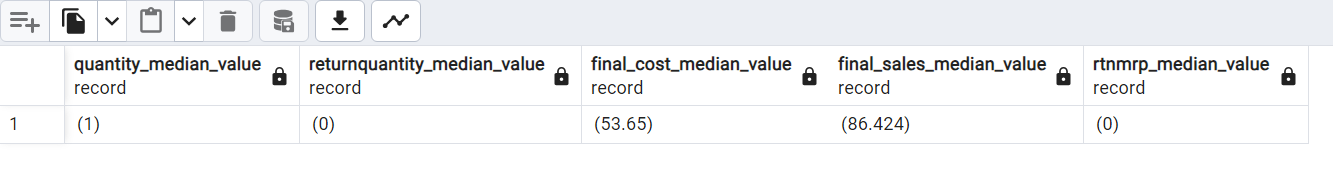 quantity_median_value returnquantity_median_value final_cost_median_value final_sales_median_value rtnmrp_median_value
record record record record record
1 (1) (0) (53.65) (86.424) (0)